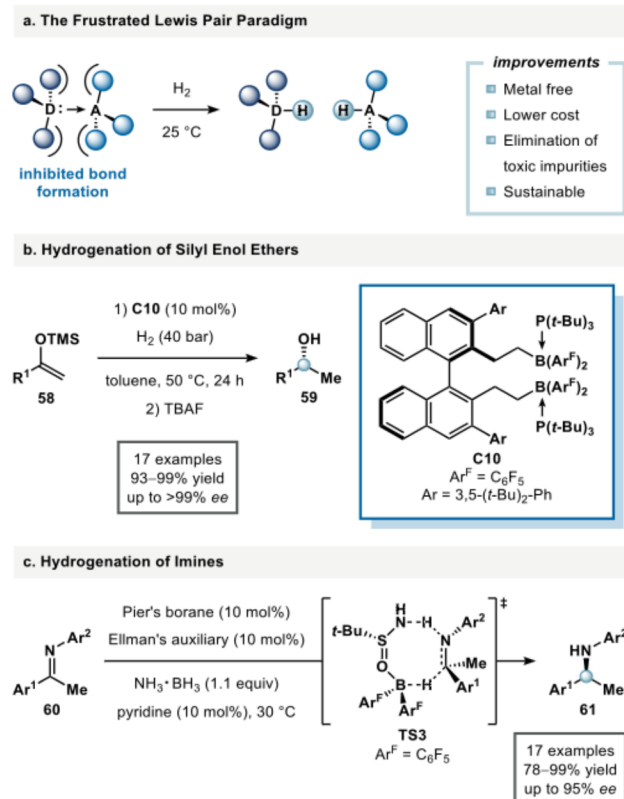 a. The Frustrated Lewis Pair Paradigm
D: → A
H₂
25 °C
D–H
H–A
inhibited bond
formation
improvements
Metal free
Lower cost
Elimination of
toxic impurities
Sustainable
b. Hydrogenation of Silyl Enol Ethers
OTMS
R¹
58
1) C10 (10 mol%)
H₂ (40 bar)
toluene, 50 °C, 24 h
2) TBAF
OH
R¹ Me
59
17 examples
93–99% yield
up to >99% ee
Ar
P(t-Bu)₃
B(Arᶠ)₂
B(Arᶠ)₂
P(t-Bu)₃
Ar
C10
Arᶠ = C₆F₅
Ar = 3,5-(t-Bu)₂-Ph
c. Hydrogenation of Imines
N Ar²
Ar¹ Me
60
Pier's borane (10 mol%)
Ellman's auxiliary (10 mol%)
NH₃·BH₃ (1.1 equiv)
pyridine (10 mol%), 30 °C
‡
H
N--H
Ar²
t-Bu
S
N
O
Me
B--H
Ar¹
Arᶠ Arᶠ
TS3
Arᶠ = C₆F₅
HN Ar²
Ar¹ Me
61
17 examples
78–99% yield
up to 95% ee